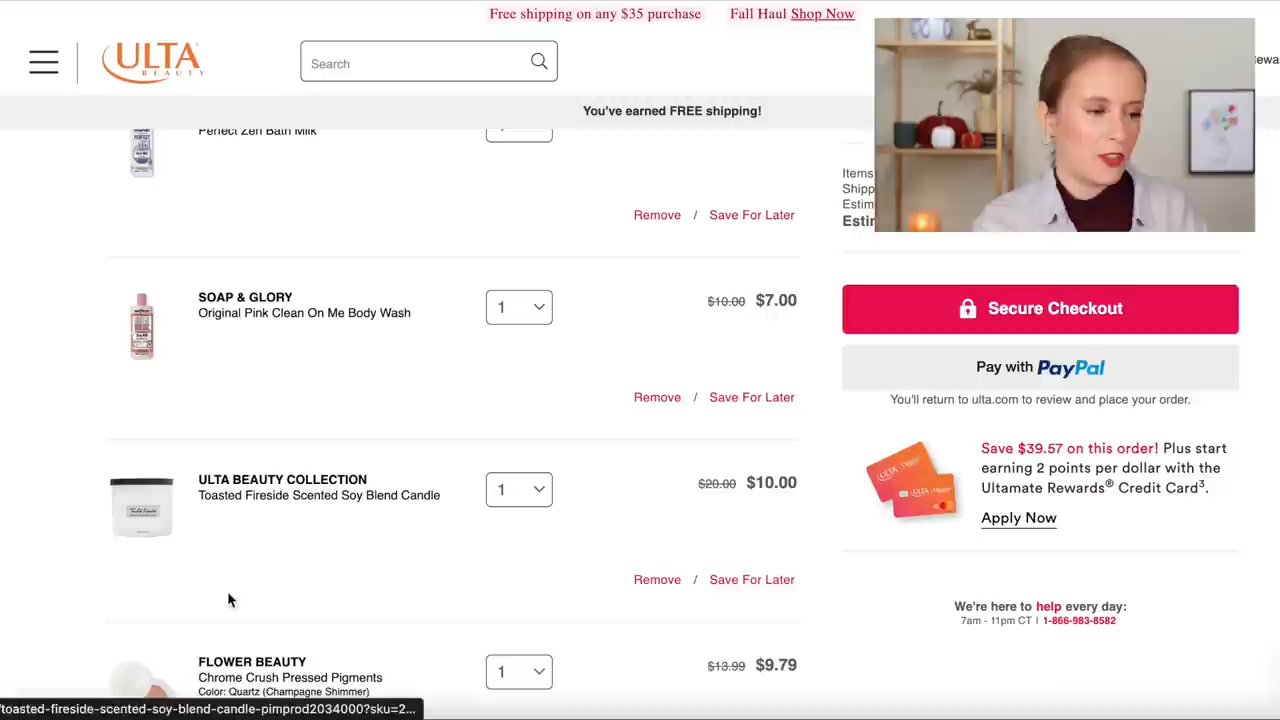 Free shipping on any $35 purchase Fall Haul Shop Now
ULTA
BEAUTY
Search
You've earned FREE shipping!
Perfect Zen Bath Milk
Remove / Save For Later
Items
Shipp
Estim
Estir
SOAP & GLORY
Original Pink Clean On Me Body Wash
1
$10.00 $7.00
Remove / Save For Later
Secure Checkout
Pay with PayPal
You'll return to ulta.com to review and place your order.
Save $39.57 on this order! Plus start
earning 2 points per dollar with the
Ultamate Rewards® Credit Card³.
Apply Now
ULTA BEAUTY COLLECTION
Toasted Fireside Scented Soy Blend Candle
1
$20.00 $10.00
Remove / Save For Later
We're here to help every day:
7am - 11pm CT | 1-866-983-8582
FLOWER BEAUTY
Chrome Crush Pressed Pigments
Color: Quartz (Champagne Shimmer)
1
$13.99 $9.79
/toasted-fireside-scented-soy-blend-candle-pimprod2034000?sku=2...